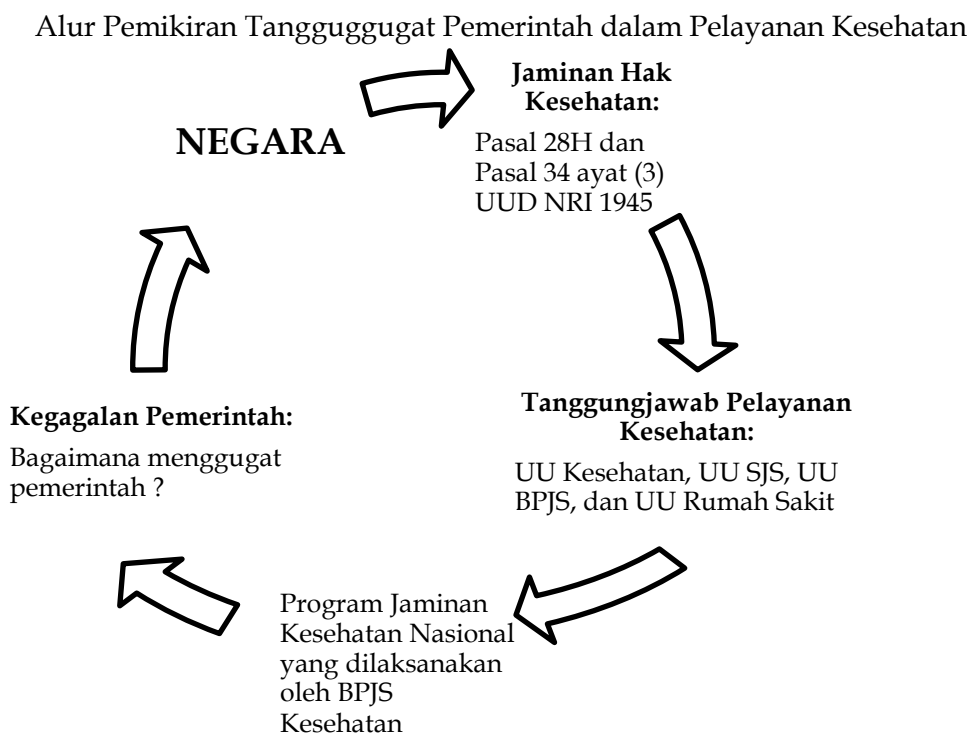 Alur Pemikiran Tangguggugat Pemerintah dalam Pelayanan Kesehatan
NEGARA
Jaminan Hak
Kesehatan:
Pasal 28H dan
Pasal 34 ayat (3)
UUD NRI 1945
Tanggungjawab Pelayanan
Kesehatan:
UU Kesehatan, UU SJS, UU
BPJS, dan UU Rumah Sakit
Program Jaminan
Kesehatan Nasional
yang dilaksanakan
oleh BPJS
Kesehatan
Kegagalan Pemerintah:
Bagaimana menggugat
pemerintah ?